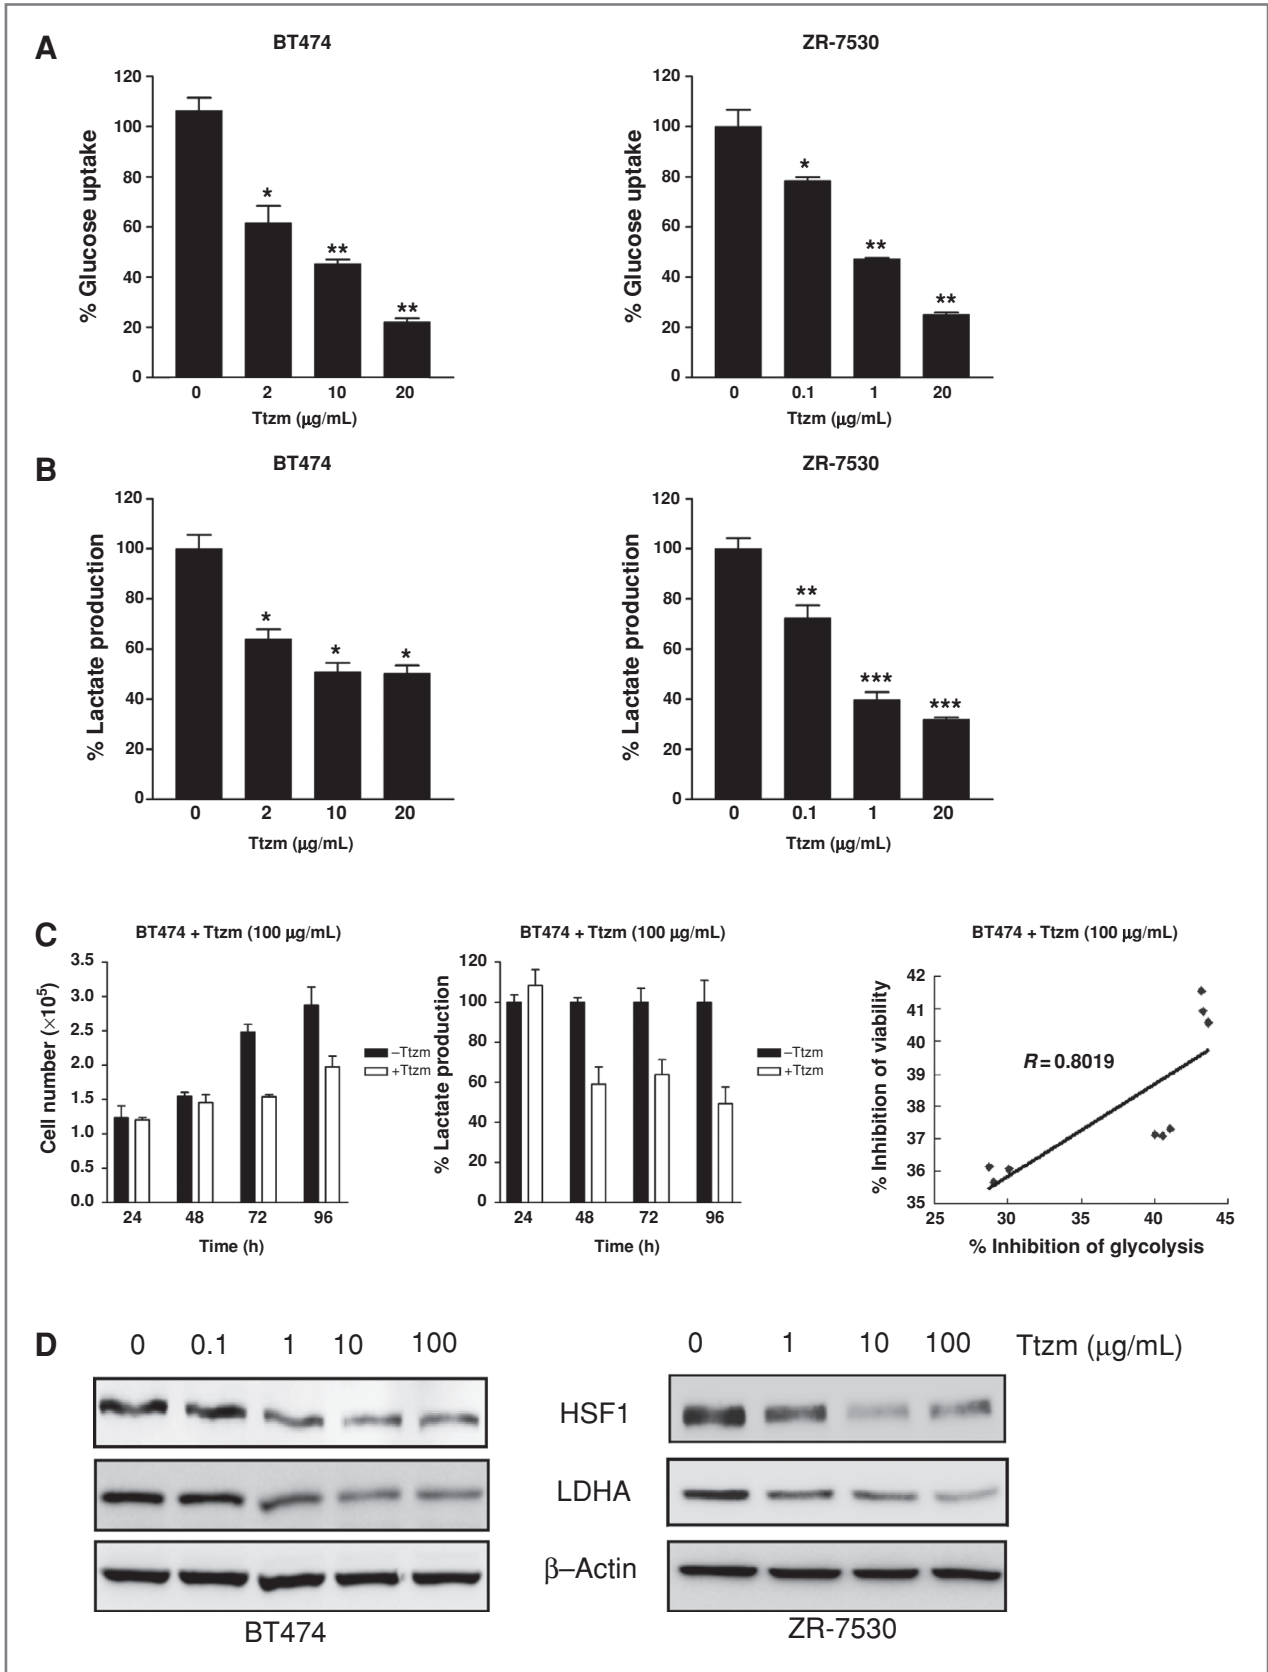 A
BT474
ZR-7530
% Glucose uptake
120
100
80
60
40
20
0
*
**
**
0 2 10 20
Ttzm (μg/mL)
% Glucose uptake
120
100
80
60
40
20
0
*
**
**
0 0.1 1 20
Ttzm (μg/mL)
B
BT474
ZR-7530
% Lactate production
120
100
80
60
40
20
0
*
*
*
0 2 10 20
Ttzm (μg/mL)
% Lactate production
120
100
80
60
40
20
0
**
***
***
0 0.1 1 20
Ttzm (μg/mL)
C
BT474 + Ttzm (100 μg/mL)
Cell number (×10⁵)
3.5
3.0
2.5
2.0
1.5
1.0
0.5
0.0
24 48 72 96
Time (h)
–Ttzm
+Ttzm
BT474 + Ttzm (100 μg/mL)
% Lactate production
120
100
80
60
40
20
0
24 48 72 96
Time (h)
–Ttzm
+Ttzm
BT474 + Ttzm (100 μg/mL)
% Inhibition of viability
42
41
40
39
38
37
36
35
R = 0.8019
25 30 35 40 45
% Inhibition of glycolysis
D
0 0.1 1 10 100
0 1 10 100 Ttzm (μg/mL)
HSF1
LDHA
β–Actin
BT474
ZR-7530